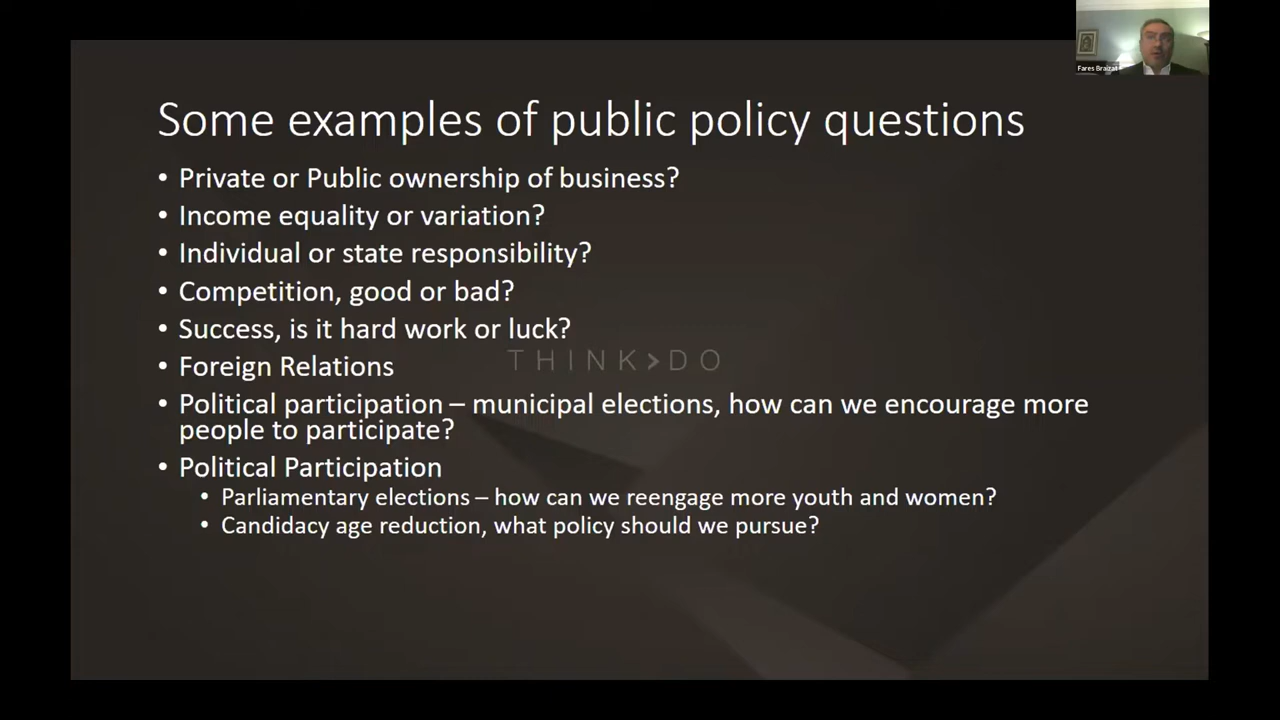 Fares Braizat
Some examples of public policy questions
• Private or Public ownership of business?
• Income equality or variation?
• Individual or state responsibility?
• Competition, good or bad?
• Success, is it hard work or luck?
THINK>DO
• Foreign Relations
• Political participation – municipal elections, how can we encourage more
people to participate?
• Political Participation
• Parliamentary elections – how can we reengage more youth and women?
• Candidacy age reduction, what policy should we pursue?